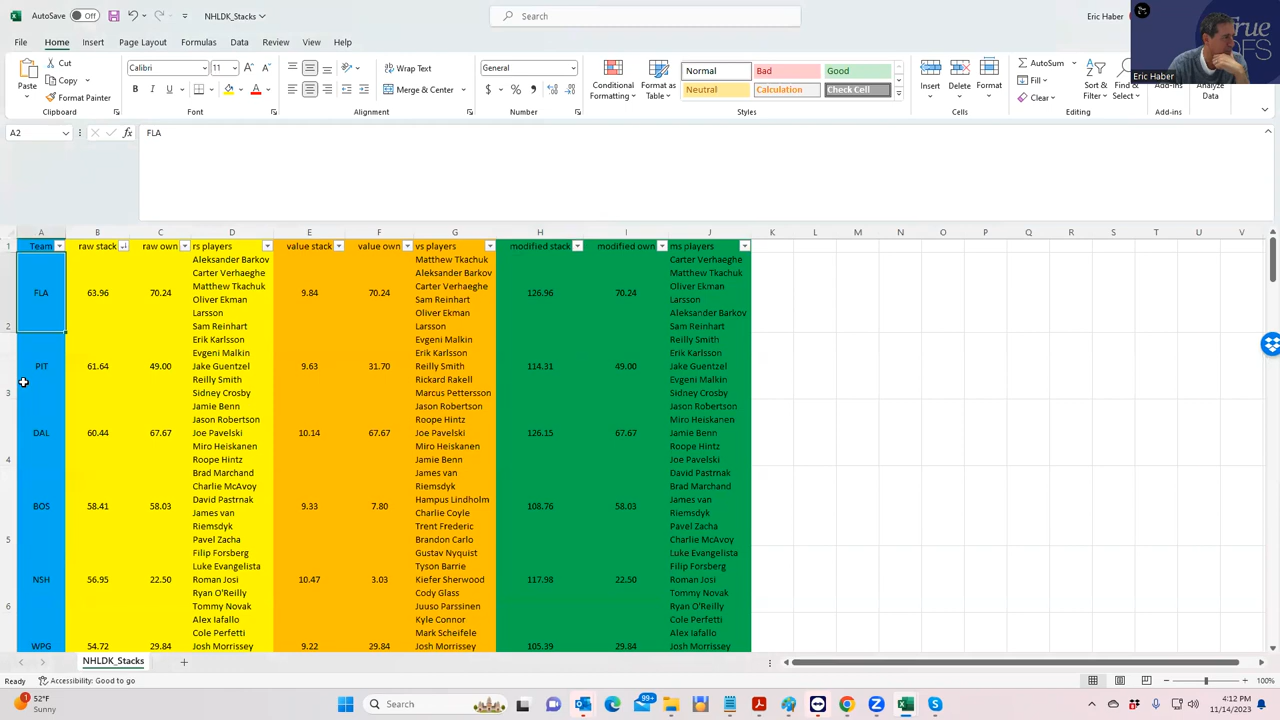 AutoSave Off NHLDK_Stacks Search Eric Haber
File Home Insert Page Layout Formulas Data Review View Help
Paste Cut Copy Format Painter Clipboard
Calibri 11 Font
Wrap Text Merge & Center Alignment
General Number
Conditional Formatting Format as Table Normal Bad Good Neutral Calculation Check Cell Styles
Insert Delete Format Cells
AutoSum Fill Clear Sort & Filter Find & Select Editing
Add-ins Add-ins
Analyze Data
Eric Haber
A2 FLA
A B C D E F G H I J K L M N O P Q R S T U V
1 Team raw stack raw own rs players value stack value own vs players modified stack modified own ms players
2 FLA 63.96 70.24 9.84 70.24 126.96 70.24
Aleksander Barkov Matthew Tkachuk Carter Verhaeghe
Carter Verhaeghe Aleksander Barkov Matthew Tkachuk
Matthew Tkachuk Carter Verhaeghe Oliver Ekman
Oliver Ekman Sam Reinhart Larsson
Larsson Oliver Ekman Aleksander Barkov
Sam Reinhart Larsson Sam Reinhart
3 PIT 61.64 49.00 9.63 31.70 114.31 49.00
Erik Karlsson Evgeni Malkin Reilly Smith
Evgeni Malkin Erik Karlsson Erik Karlsson
Jake Guentzel Reilly Smith Jake Guentzel
Reilly Smith Rickard Rakell Evgeni Malkin
Sidney Crosby Marcus Pettersson Sidney Crosby
DAL 60.44 67.67 10.14 67.67 126.15 67.67
Jamie Benn Jason Robertson Jason Robertson
Jason Robertson Roope Hintz Miro Heiskanen
Joe Pavelski Joe Pavelski Jamie Benn
Miro Heiskanen Miro Heiskanen Roope Hintz
Roope Hintz Jamie Benn Joe Pavelski
BOS 58.41 58.03 9.33 7.80 108.76 58.03
Brad Marchand James van David Pastrnak
Charlie McAvoy Riemsdyk Brad Marchand
David Pastrnak Hampus Lindholm James van
James van Charlie Coyle Riemsdyk
Riemsdyk Trent Frederic Pavel Zacha
Pavel Zacha Brandon Carlo Charlie McAvoy
NSH 56.95 22.50 10.47 3.03 117.98 22.50
Filip Forsberg Gustav Nyquist Luke Evangelista
Luke Evangelista Tyson Barrie Filip Forsberg
Roman Josi Kiefer Sherwood Roman Josi
Ryan O'Reilly Cody Glass Tommy Novak
6 Tommy Novak Juuso Parssinen Ryan O'Reilly
Alex Iafallo Kyle Connor Cole Perfetti
Cole Perfetti Mark Scheifele Alex Iafallo
WPG 54.72 29.84 Josh Morrissey 9.22 29.84 Josh Morrissey 105.39 29.84 Josh Morrissey
NHLDK_Stacks
Ready Accessibility: Good to go 100%
52°F Sunny Search 99+ 4:12 PM 11/14/2023